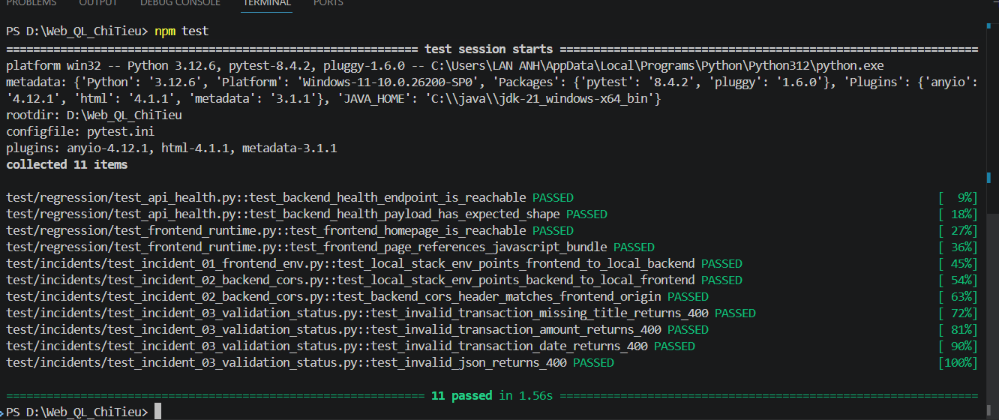 PROBLEMS OUTPUT DEBUG CONSOLE TERMINAL PORTS
PS D:\Web_QL_ChiTieu> npm test
============================================================= test session starts ==============================================================
platform win32 -- Python 3.12.6, pytest-8.4.2, pluggy-1.6.0 -- C:\Users\LAN ANH\AppData\Local\Programs\Python\Python312\python.exe
metadata: {'Python': '3.12.6', 'Platform': 'Windows-11-10.0.26200-SP0', 'Packages': {'pytest': '8.4.2', 'pluggy': '1.6.0'}, 'Plugins': {'anyio':
'4.12.1', 'html': '4.1.1', 'metadata': '3.1.1'}, 'JAVA_HOME': 'C:\\java\\jdk-21_windows-x64_bin'}
rootdir: D:\Web_QL_ChiTieu
configfile: pytest.ini
plugins: anyio-4.12.1, html-4.1.1, metadata-3.1.1
collected 11 items
test/regression/test_api_health.py::test_backend_health_endpoint_is_reachable PASSED [  9%]
test/regression/test_api_health.py::test_backend_health_payload_has_expected_shape PASSED [ 18%]
test/regression/test_frontend_runtime.py::test_frontend_homepage_is_reachable PASSED [ 27%]
test/regression/test_frontend_runtime.py::test_frontend_page_references_javascript_bundle PASSED [ 36%]
test/incidents/test_incident_01_frontend_env.py::test_local_stack_env_points_frontend_to_local_backend PASSED [ 45%]
test/incidents/test_incident_02_backend_cors.py::test_local_stack_env_points_backend_to_local_frontend PASSED [ 54%]
test/incidents/test_incident_02_backend_cors.py::test_backend_cors_header_matches_frontend_origin PASSED [ 63%]
test/incidents/test_incident_03_validation_status.py::test_invalid_transaction_missing_title_returns_400 PASSED [ 72%]
test/incidents/test_incident_03_validation_status.py::test_invalid_transaction_amount_returns_400 PASSED [ 81%]
test/incidents/test_incident_03_validation_status.py::test_invalid_transaction_date_returns_400 PASSED [ 90%]
test/incidents/test_incident_03_validation_status.py::test_invalid_json_returns_400 PASSED [100%]
============================================================== 11 passed in 1.56s ==============================================================
PS D:\Web_QL_ChiTieu>